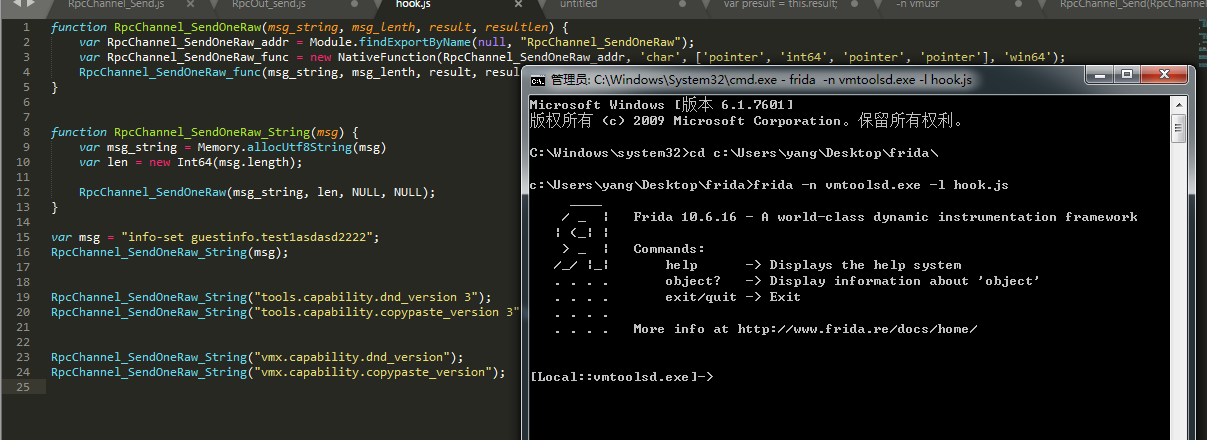 RpcChannel_Send.js
RpcOut_send.js
hook.js
untitled
var presult = this.result;
-n vmusr
RpcChannel_Send(RpcChannel
1 function RpcChannel_SendOneRaw(msg_string, msg_lenth, result, resultlen) {
2 var RpcChannel_SendOneRaw_addr = Module.findExportByName(null, "RpcChannel_SendOneRaw");
3 var RpcChannel_SendOneRaw_func = new NativeFunction(RpcChannel_SendOneRaw_addr, 'char', ['pointer', 'int64', 'pointer', 'pointer'], 'win64');
4 RpcChannel_SendOneRaw_func(msg_string, msg_lenth, result, resul
5 }
6
7
8 function RpcChannel_SendOneRaw_String(msg) {
9 var msg_string = Memory.allocUtf8String(msg)
10 var len = new Int64(msg.length);
11
12 RpcChannel_SendOneRaw(msg_string, len, NULL, NULL);
13 }
14
15 var msg = "info-set guestinfo.test1asdasd2222";
16 RpcChannel_SendOneRaw_String(msg);
17
18
19 RpcChannel_SendOneRaw_String("tools.capability.dnd_version 3");
20 RpcChannel_SendOneRaw_String("tools.capability.copypaste_version 3"
21
22
23 RpcChannel_SendOneRaw_String("vmx.capability.dnd_version");
24 RpcChannel_SendOneRaw_String("vmx.capability.copypaste_version");
25
管理员: C:\Windows\System32\cmd.exe - frida  -n vmtoolsd.exe -l hook.js
Microsoft Windows [版本 6.1.7601]
版权所有 (c) 2009 Microsoft Corporation。保留所有权利。
C:\Windows\system32>cd c:\Users\yang\Desktop\frida\
c:\Users\yang\Desktop\frida>frida -n vmtoolsd.exe -l hook.js
____
/ _  |   Frida 10.6.16 - A world-class dynamic instrumentation framework
| (_| |
> _  |   Commands:
/_/ |_|       help      -> Displays the help system
. . . .       object?   -> Display information about 'object'
. . . .       exit/quit -> Exit
. . . .
. . . .   More info at http://www.frida.re/docs/home/
[Local::vmtoolsd.exe]->